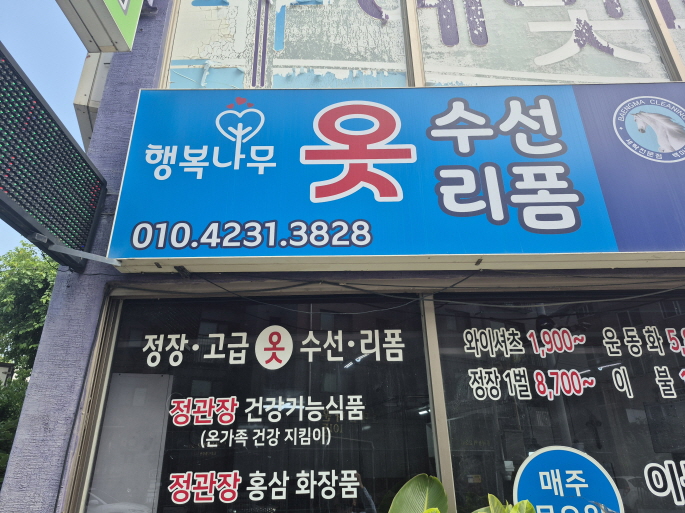 행복나무
옷
수선
리폼
010.4231.3828
BAEKGMA CLEANING
정장·고급 옷 수선·리폼
정관장 건강기능식품
(온가족 건강 지킴이)
정관장 홍삼 화장품
와이셔츠 1,900~ 운동화
정장 1벌 8,700~ 이불
매주